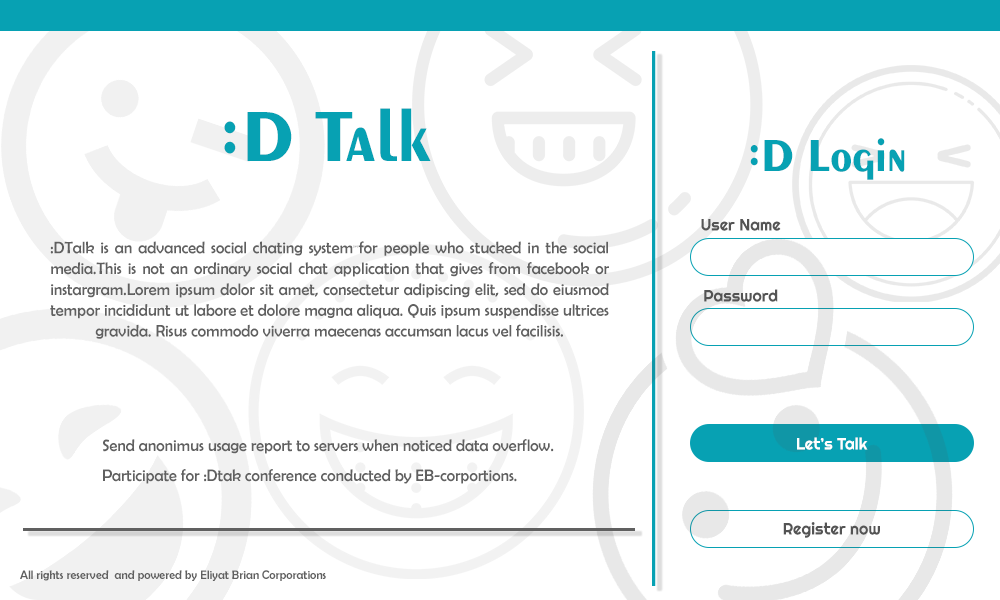 :D Talk
:DTalk is an advanced social chating system for people who stucked in the social
media.This is not an ordinary social chat application that gives from facebook or
instargram.Lorem ipsum dolor sit amet, consectetur adipiscing elit, sed do eiusmod
tempor incididunt ut labore et dolore magna aliqua. Quis ipsum suspendisse ultrices
gravida. Risus commodo viverra maecenas accumsan lacus vel facilisis.
Send anonimus usage report to servers when noticed data overflow.
Participate for :Dtak conference conducted by EB-corportions.
All rights reserved and powered by Eliyat Brian Corporations
:D Login
User Name
Password
Let's Talk
Register now